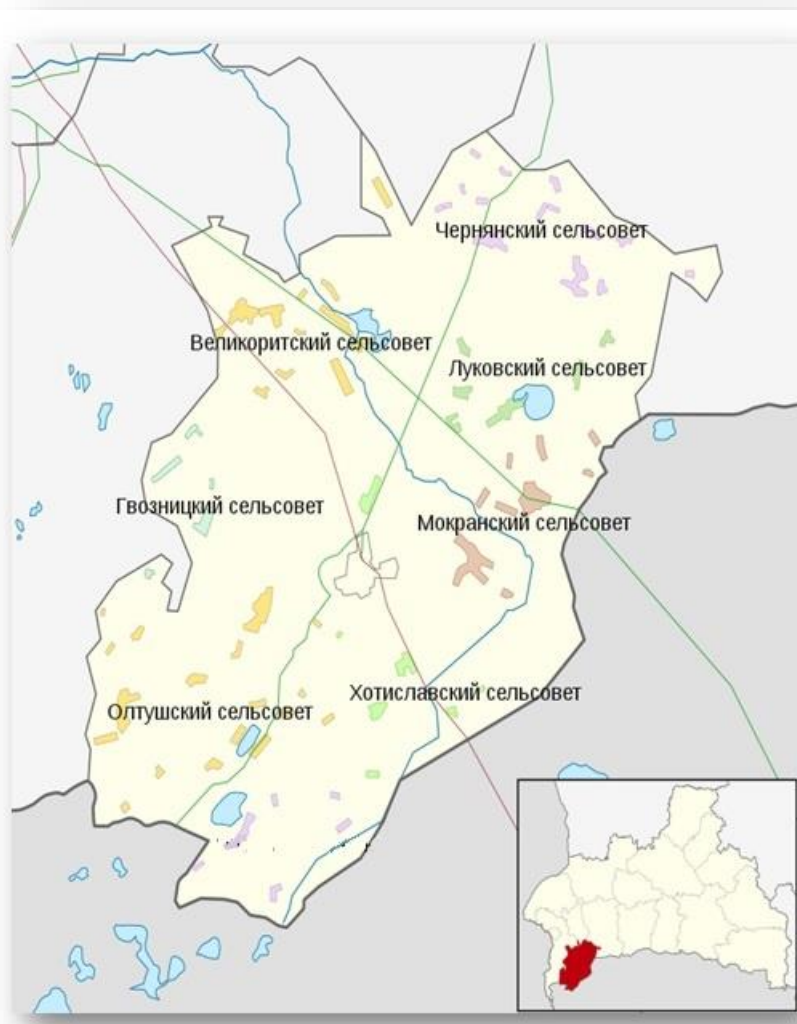 Чернянский сельсовет
Великоритский сельсовет
Луковский сельсовет
Гвозницкий сельсовет
Мокранский сельсовет
Хотиславский сельсовет
Олтушский сельсовет